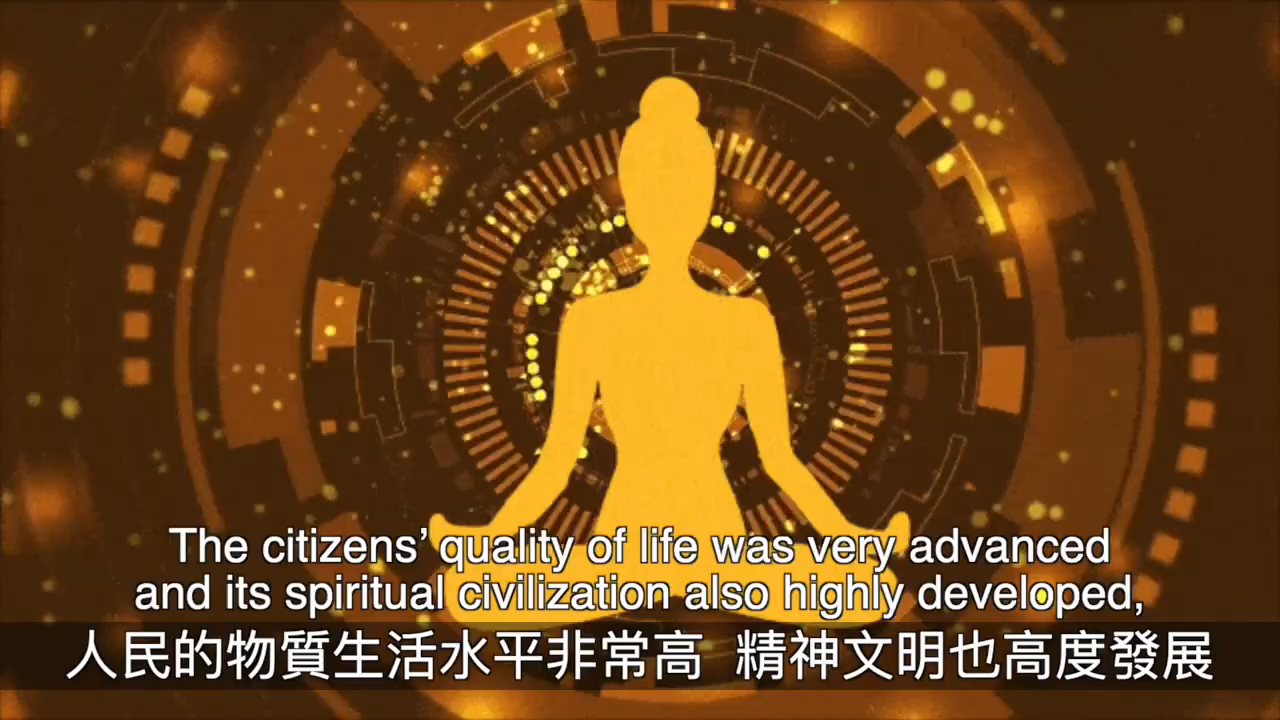 The citizens’ quality of life was very advanced
and its spiritual civilization also highly developed,
人民的物質生活水平非常高 精神文明也高度發展